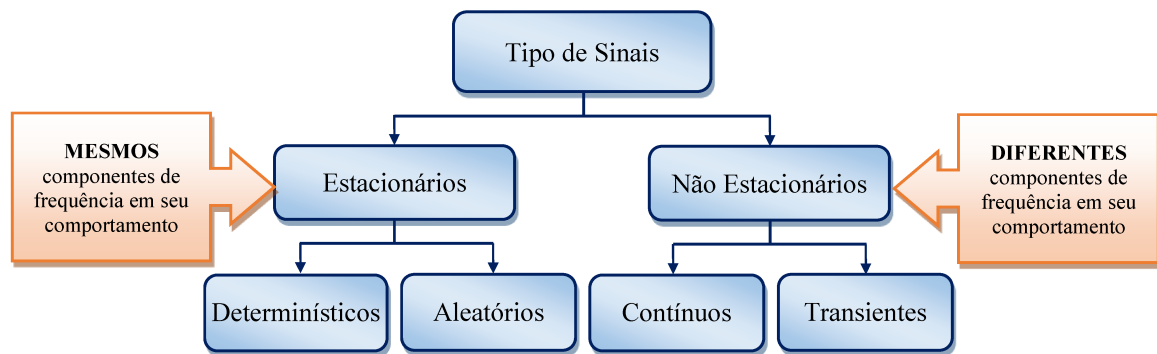 Tipo de Sinais
MESMOS
componentes de
frequência em seu
comportamento
Estacionários
Não Estacionários
DIFERENTES
componentes de
frequência em seu
comportamento
Determinísticos
Aleatórios
Contínuos
Transientes